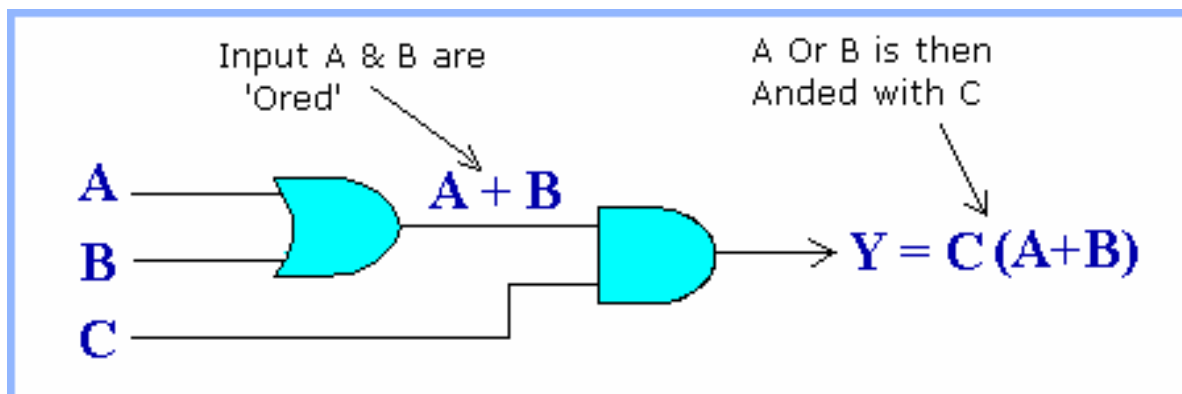 Input A & B are
'Ored'
A Or B is then
Anded with C
A
B
C
A + B
Y = C (A+B)